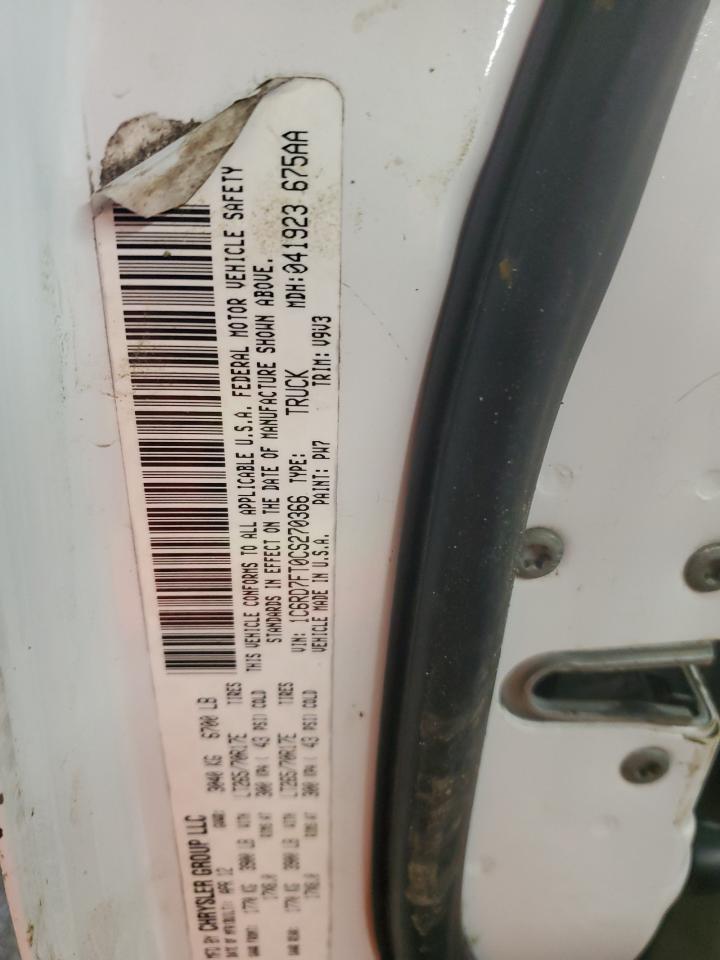 MFD BY CHRYSLER GROUP LLC
DATE OF MFR/BUILT: APR 12 GVWR: 3040 KG 6700 LB
GAWR FRONT: 1770 KG 3900 LB WITH LT265/70R17E TIRES
17X8.0 RIMS AT 300 KPA ( 43 PSI) COLD
GAWR REAR: 1770 KG 3900 LB WITH LT265/70R17E TIRES
17X8.0 RIMS AT 300 KPA ( 43 PSI) COLD
THIS VEHICLE CONFORMS TO ALL APPLICABLE U.S.A. FEDERAL MOTOR VEHICLE SAFETY
STANDARDS IN EFFECT ON THE DATE OF MANUFACTURE SHOWN ABOVE.
VIN: 1C6RD7FT0CS270366 TYPE: TRUCK MDH:041923 675AA
VEHICLE MADE IN U.S.A. PAINT: PW7 TRIM: V9V3